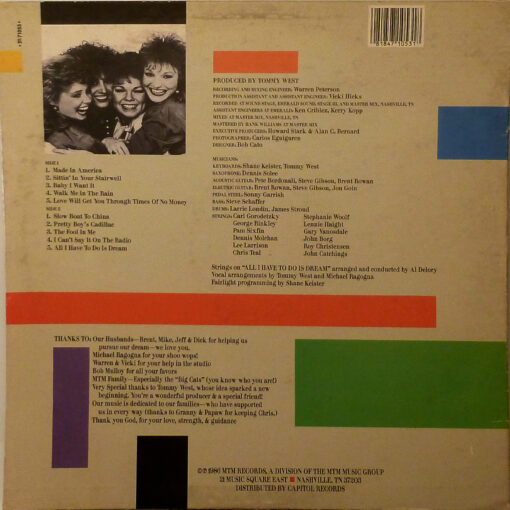 PRODUCED BY TOMMY WEST
RECORDING AND MIXING ENGINEER: Warren Peterson
PRODUCTION ASSISTANT AND ASSISTANT ENGINEER: Vicki Hicks
RECORDED AT SOUND STAGE, EMERALD SOUND STUDIO, AND MASTER MIX, NASHVILLE, TN
ASSISTANT ENGINEERS AT EMERALD: Ken Criblez, Kerry Kopp
MIXED AT MASTER MIX, NASHVILLE, TN
MASTERED BY HANK WILLIAMS AT MASTER MIX
EXECUTIVE PRODUCERS: Howard Stark & Alan C. Bernard
PHOTOGRAPHER: Carlos Eguiguren
DESIGNER: Bob Cato
MUSICIANS:
KEYBOARDS: Shane Keister, Tommy West
SAXOPHONE: Dennis Solee
ACOUSTIC GUITAR: Pete Bordonali, Steve Gibson, Brent Rowan
ELECTRIC GUITAR: Brent Rowan, Steve Gibson, Jon Goin
PEDAL STEEL: Sonny Garrish
BASS: Steve Schaffer
DRUMS: Larrie Londin, James Stroud
STRINGS: Carl Gorodetzky Stephanie Woolf
George Binkley Lennie Haight
Pam Sixfin Gary Vanosdale
Dennis Molchan John Borg
Lee Larrison Roy Christensen
Chris Teal John Catchings
Strings on "ALL I HAVE TO DO IS DREAM" arranged and conducted by Al Delory
Vocal arrangements by Tommy West and Michael Ragogna
Fairlight programming by Shane Keister
SIDE 1
1. Made In America
2. Sittin' In Your Stairwell
3. Baby I Want It
4. Walk Me In The Rain
5. Love Will Get You Through Times Of No Money
SIDE 2
1. Slow Boat To China
2. Pretty Boy's Cadillac
3. The Fool In Me
4. I Can't Say It On The Radio
5. All I Have To Do Is Dream
THANKS TO: Our Husbands—Brent, Mike, Jeff & Dick for helping us
pursue our dream—we love you.
Michael Ragogna for your shoo wops!
Warren & Vicki for your help in the studio
Bob Mulloy for all your favors
MTM Family—Especially the "Big Cats" (you know who you are!)
Very Special thanks to Tommy West, whose idea sparked a new
beginning. You're a wonderful producer & a special friend!
Our music is dedicated to our families—who have supported
us in every way (thanks to Granny & Papaw for keeping Chris.)
Thank you God, for your love, strength, & guidance
© ℗ 1986 MTM RECORDS, A DIVISION OF THE MTM MUSIC GROUP
21 MUSIC SQUARE EAST ■ NASHVILLE, TN 37203
DISTRIBUTED BY CAPITOL RECORDS